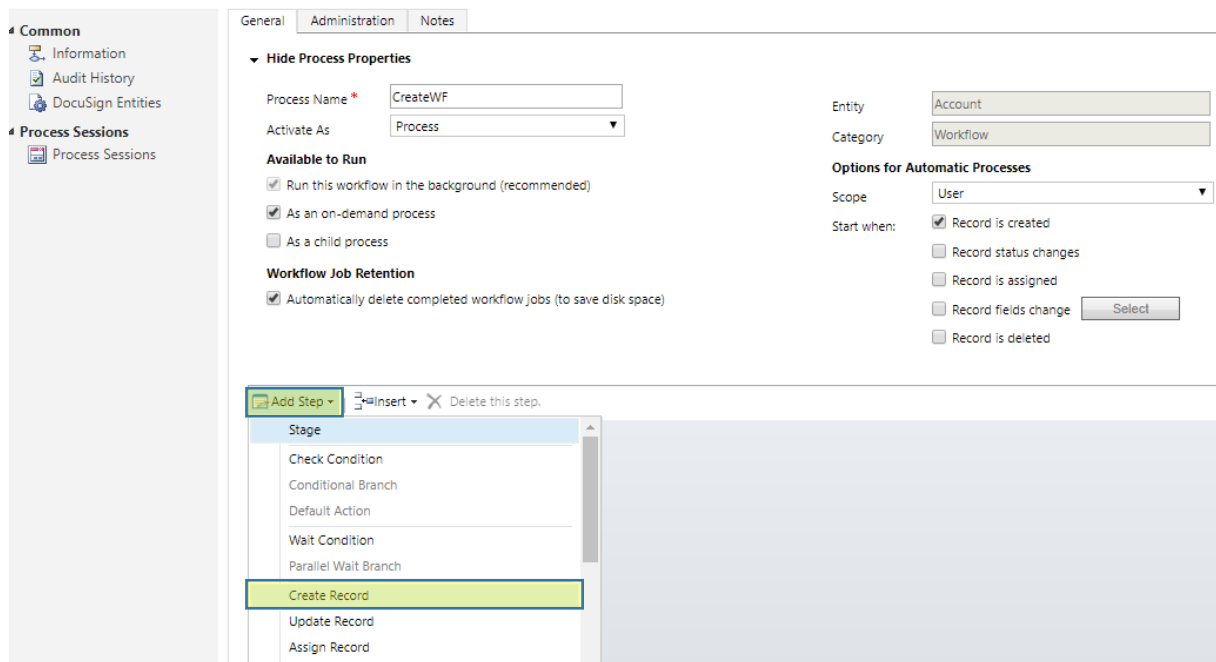 Common
Information
Audit History
DocuSign Entities
Process Sessions
Process Sessions
General Administration Notes
Hide Process Properties
Process Name * CreateWF
Activate As Process
Available to Run
Run this workflow in the background (recommended)
As an on-demand process
As a child process
Workflow Job Retention
Automatically delete completed workflow jobs (to save disk space)
Entity Account
Category Workflow
Options for Automatic Processes
Scope User
Start when: Record is created
Record status changes
Record is assigned
Record fields change Select
Record is deleted
Add Step Insert Delete this step.
Stage
Check Condition
Conditional Branch
Default Action
Wait Condition
Parallel Wait Branch
Create Record
Update Record
Assign Record